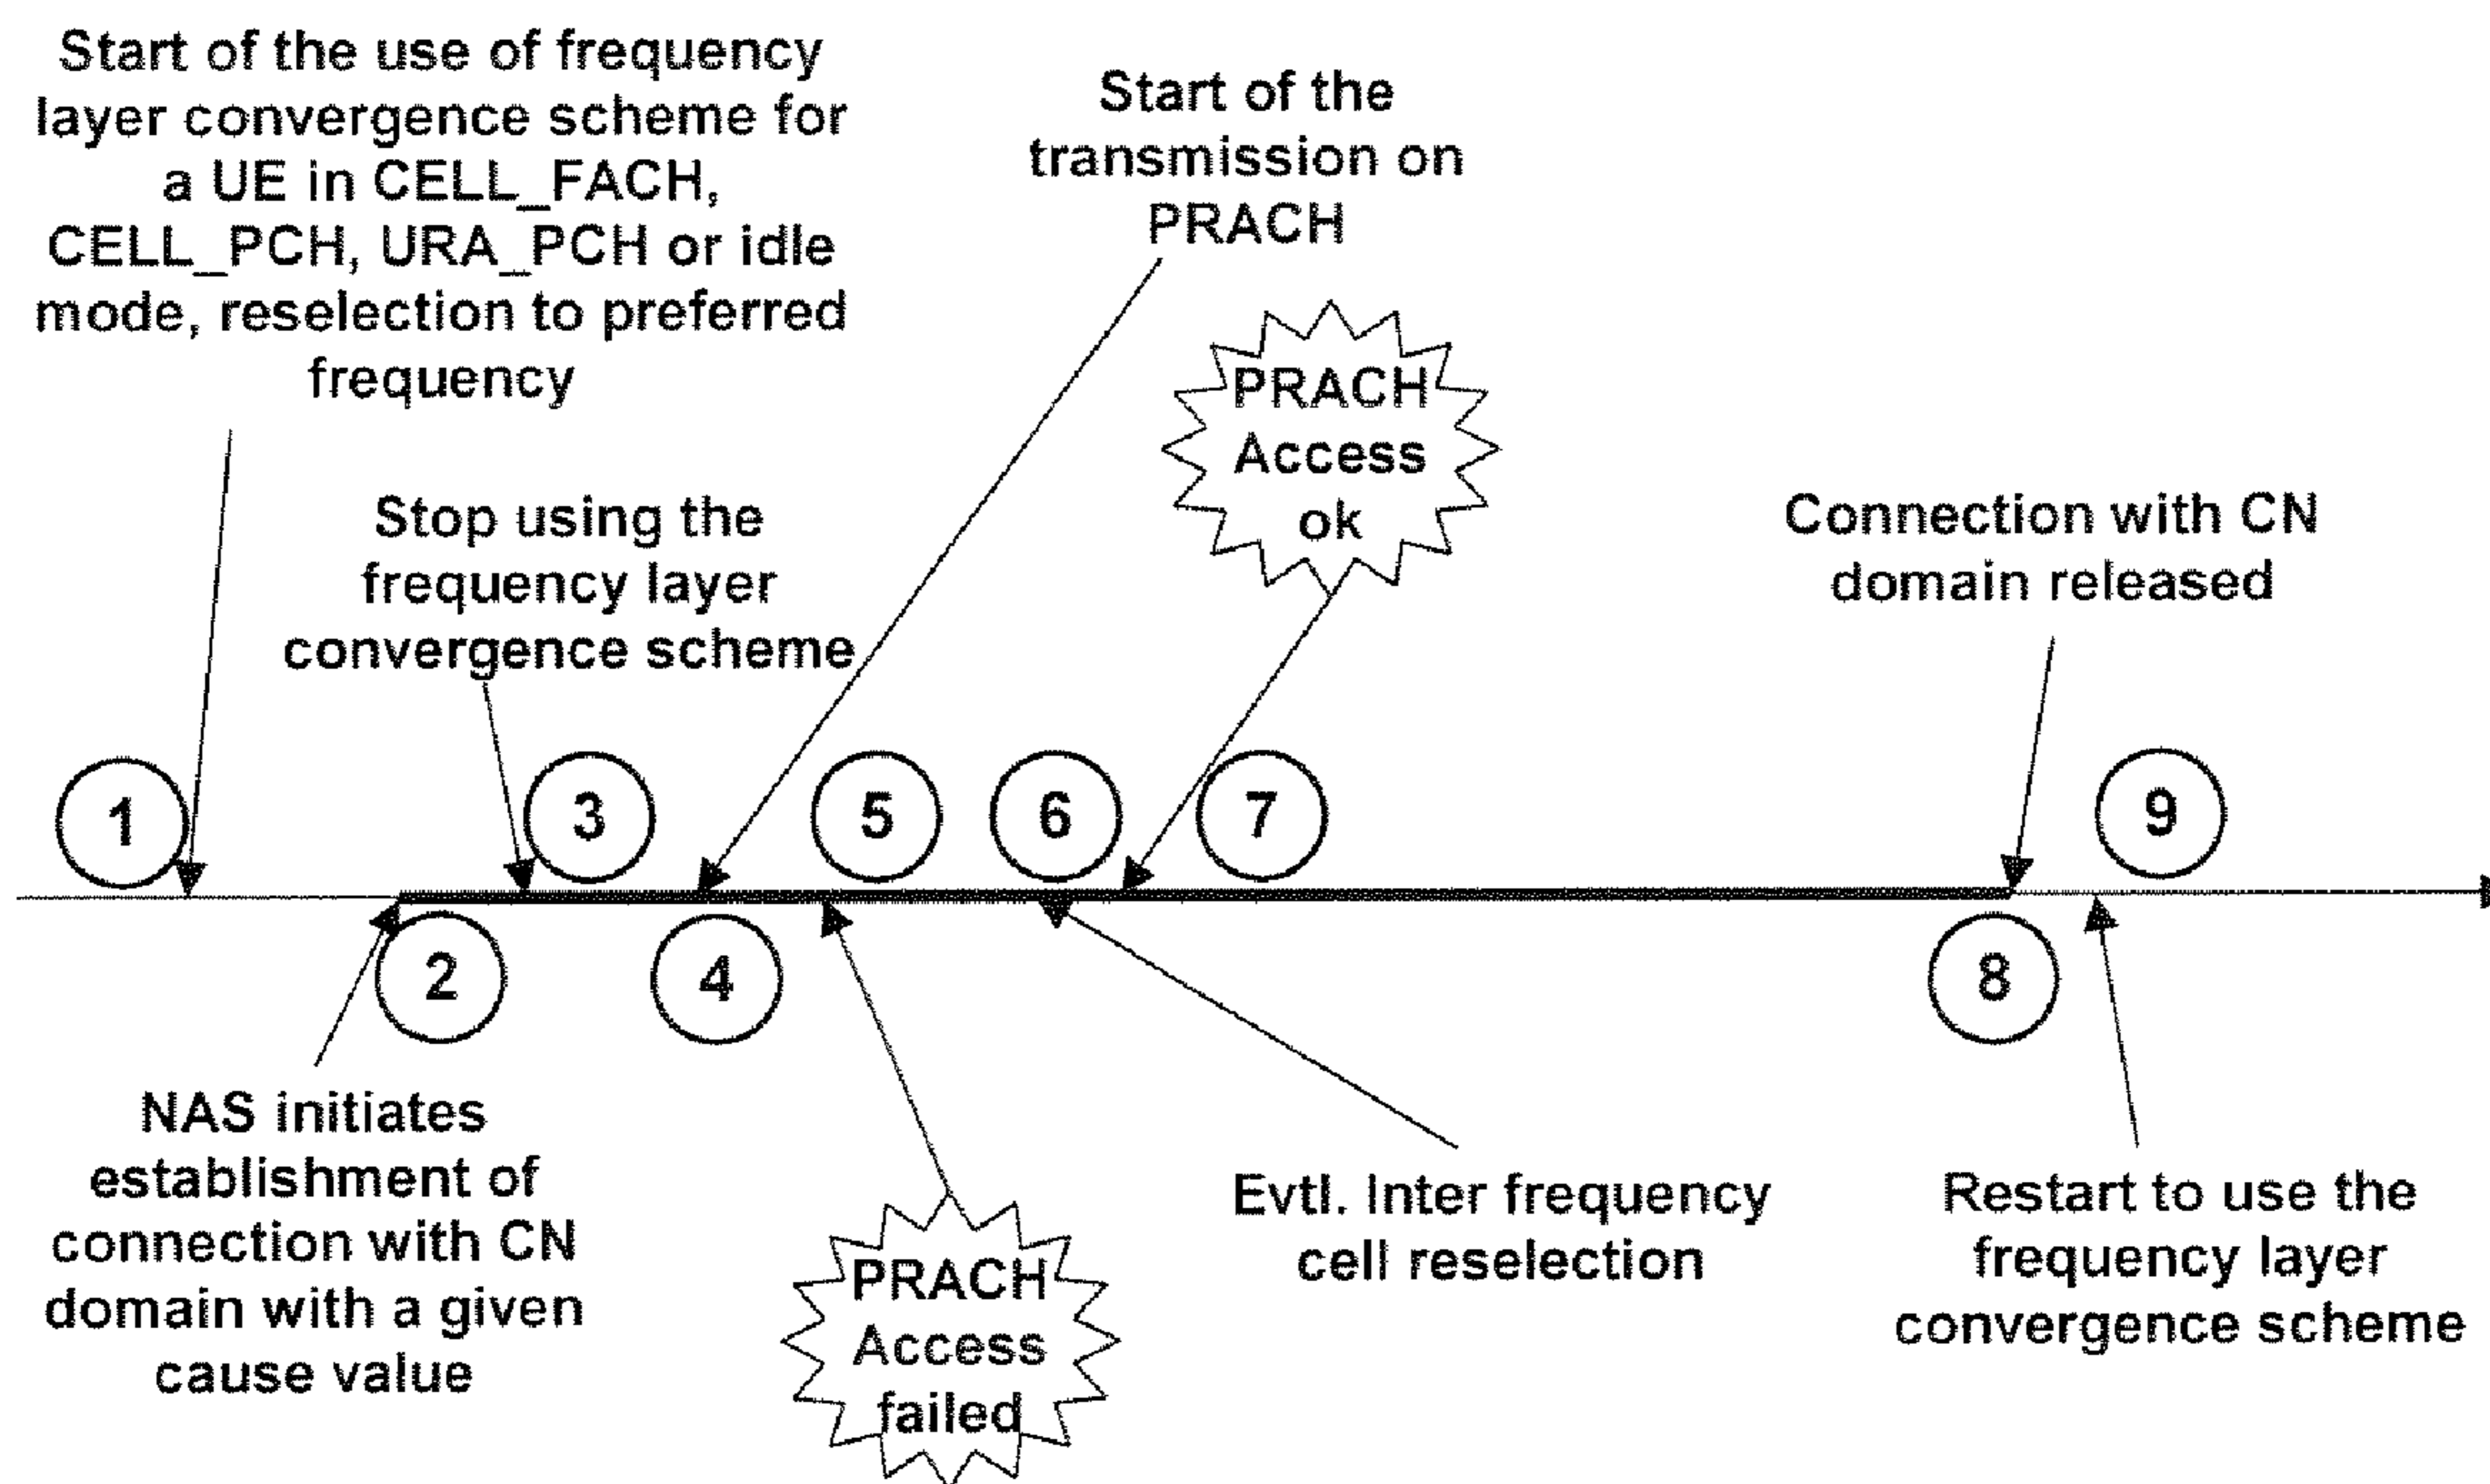 Start of the use of frequency
layer convergence scheme for
a UE in CELL_FACH,
CELL_PCH, URA_PCH or idle
mode, reselection to preferred
frequency
Start of the
transmission on
PRACH
PRACH
Access
ok
Stop using the
frequency layer
convergence scheme
Connection with CN
domain released
1
3
5
6
7
9
2
4
8
NAS initiates
establishment of
connection with CN
domain with a given
cause value
PRACH
Access
failed
Evtl. Inter frequency
cell reselection
Restart to use the
frequency layer
convergence scheme